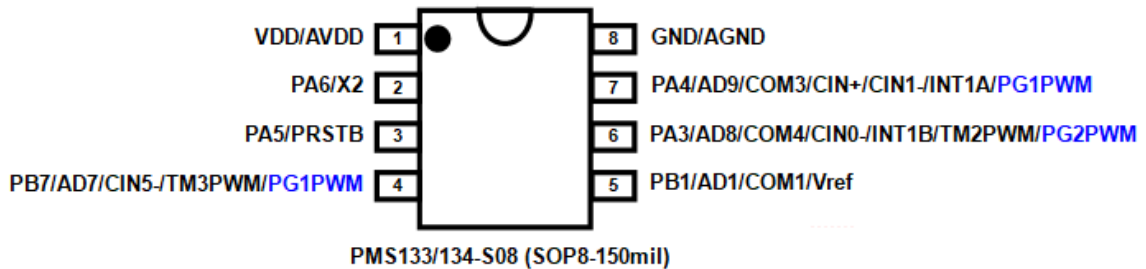 VDD/AVDD 1 8 GND/AGND
PA6/X2 2 7 PA4/AD9/COM3/CIN+/CIN1-/INT1A/PG1PWM
PA5/PRSTB 3 6 PA3/AD8/COM4/CIN0-/INT1B/TM2PWM/PG2PWM
PB7/AD7/CIN5-/TM3PWM/PG1PWM 4 5 PB1/AD1/COM1/Vref
PMS133/134-S08 (SOP8-150mil)